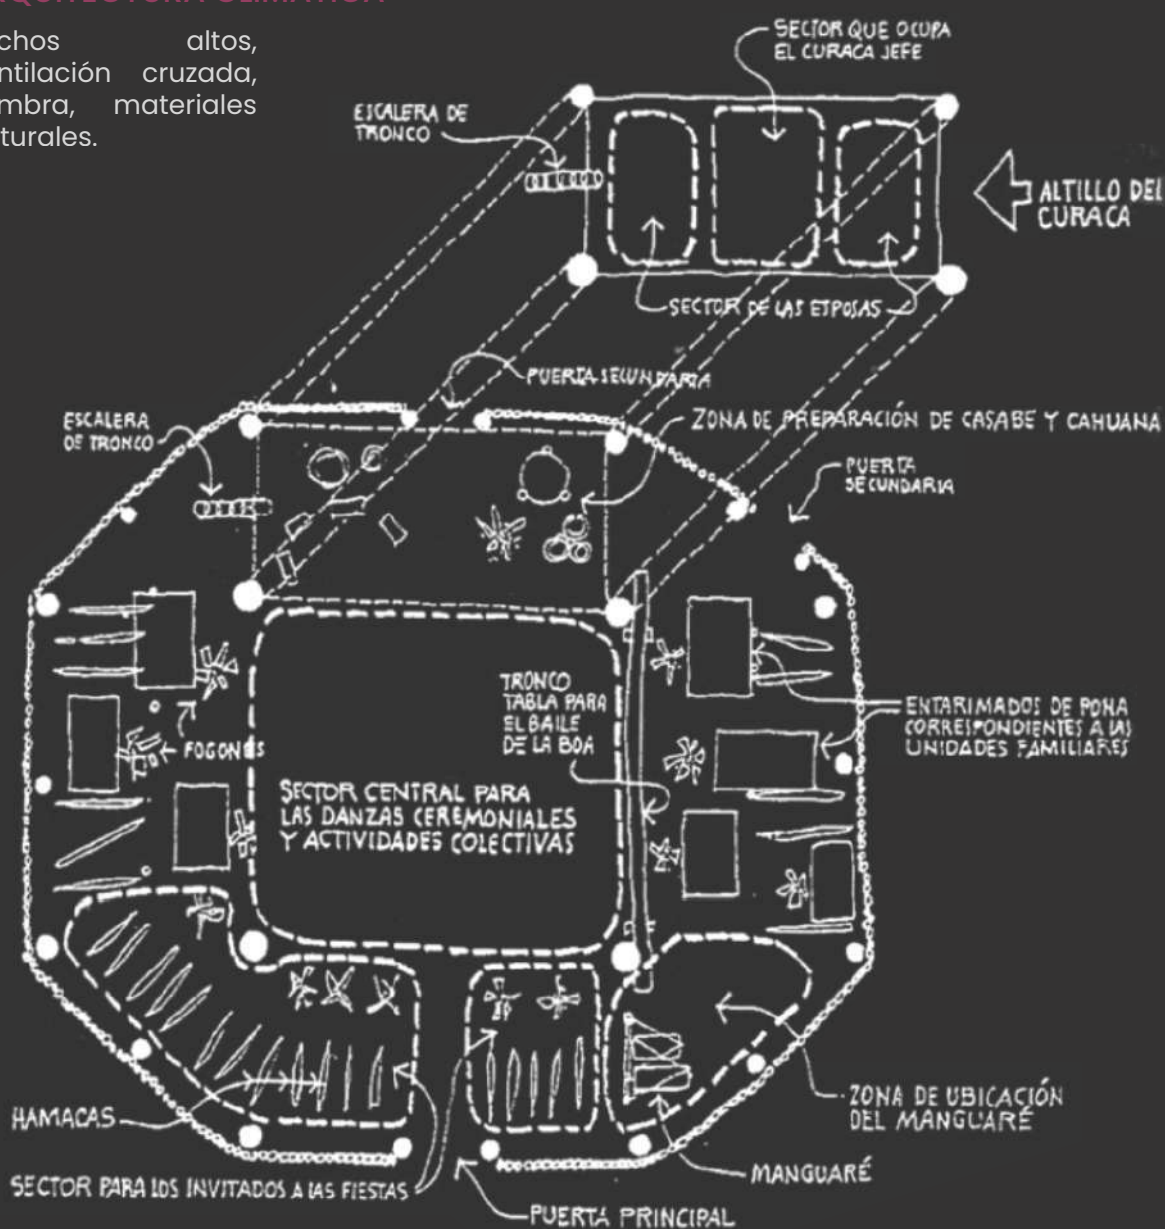 QUITECTURA CLIMÁTICA
chos altos,
ntilación cruzada,
mbra, materiales
turales.
SECTOR QUE OCUPA
EL CURACA JEFE
ESCALERA DE
TRONCO
ALTILLO DEL
CURACA
SECTOR DE LAS ESPOSAS
PUERTA SECUNDARIA
ESCALERA
DE TRONCO
ZONA DE PREPARACIÓN DE CASABE Y CAHUANA
PUERTA
SECUNDARIA
TRONCO
TABLA PARA
EL BAILE
DE LA BOA
ENTARIMADOS DE PONA
CORRESPONDIENTES A LAS
UNIDADES FAMILIARES
FOGONES
SECTOR CENTRAL PARA
LAS DANZAS CEREMONIALES
Y ACTIVIDADES COLECTIVAS
HAMACAS
ZONA DE UBICACIÓN
DEL MANGUARÉ
MANGUARÉ
SECTOR PARA LOS INVITADOS A LAS FIESTAS
PUERTA PRINCIPAL